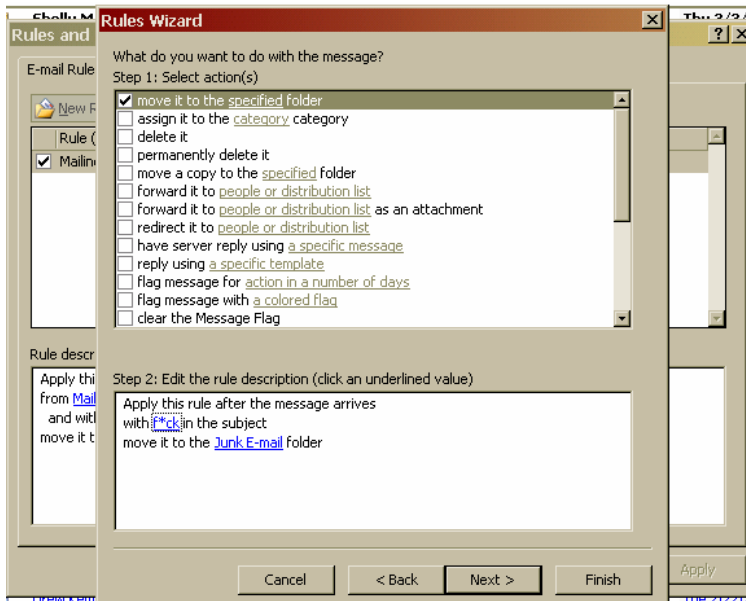 Rules Wizard
What do you want to do with the message?
Step 1: Select action(s)
move it to the specified folder
assign it to the category category
delete it
permanently delete it
move a copy to the specified folder
forward it to people or distribution list
forward it to people or distribution list as an attachment
redirect it to people or distribution list
have server reply using a specific message
reply using a specific template
flag message for action in a number of days
flag message with a colored flag
clear the Message Flag
Step 2: Edit the rule description (click an underlined value)
Apply this rule after the message arrives
with f*ck in the subject
move it to the Junk E-mail folder
Cancel
< Back
Next >
Finish
Rules and
E-mail Rule
New R
Rule (
Mailin
Rule descr
Apply thi
from Mail
and wit
move it t
Apply